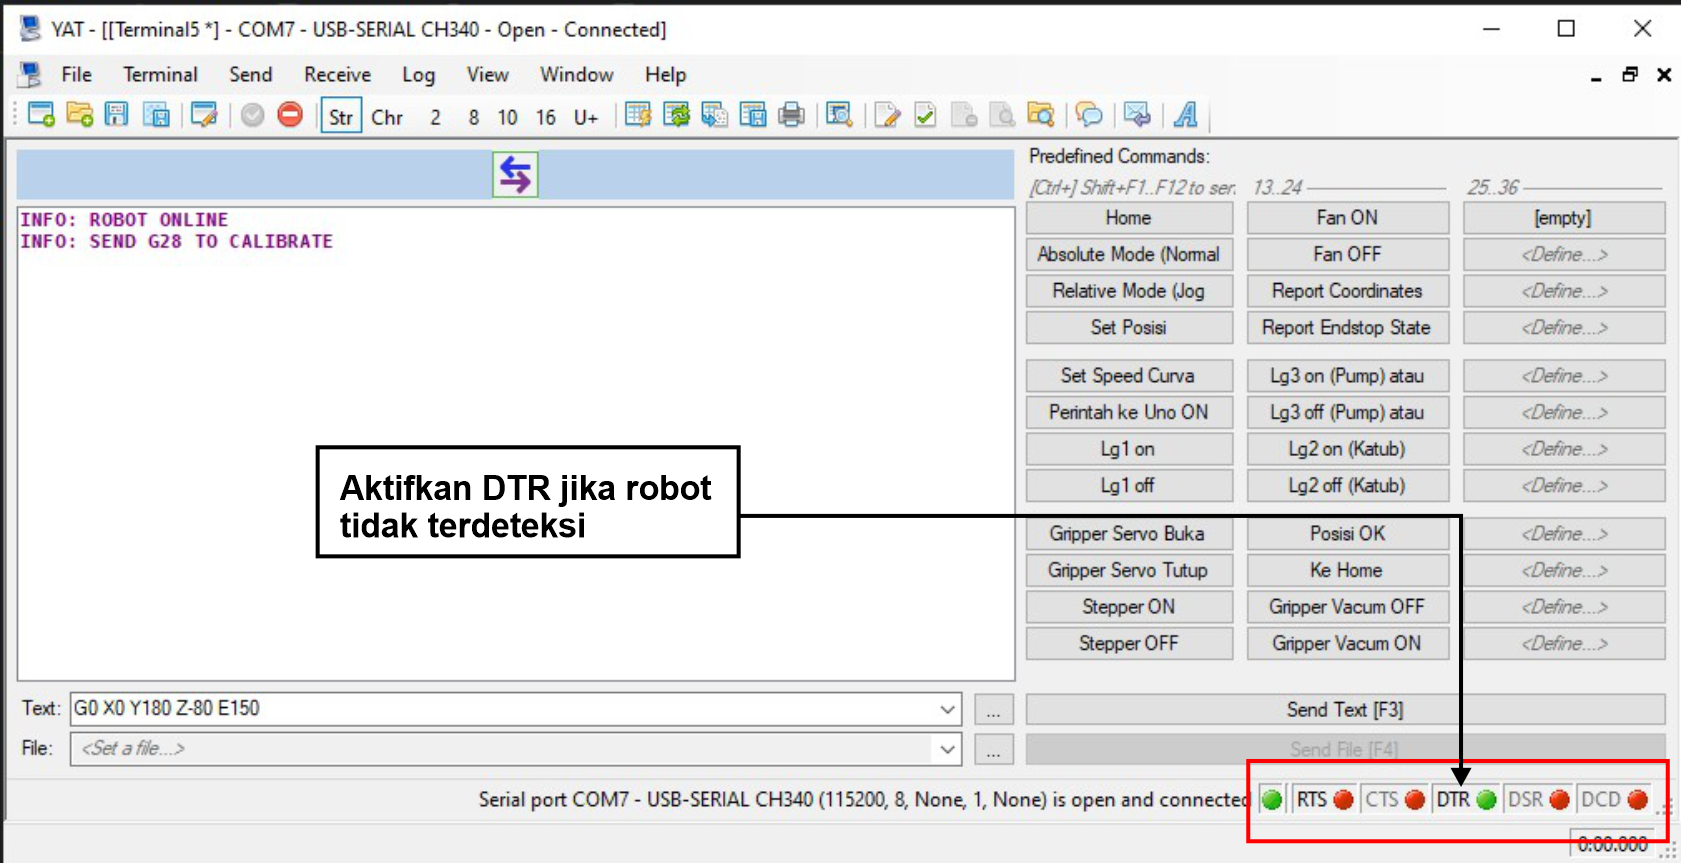 YAT - [[Terminal5 *] - COM7 - USB-SERIAL CH340 - Open - Connected]
File Terminal Send Receive Log View Window Help
Str Chr 2 8 10 16 U+
Predefined Commands:
[Ctrl+] Shift+F1..F12 to ser. 13..24 25..36
INFO: ROBOT ONLINE
INFO: SEND G28 TO CALIBRATE
Home Fan ON [empty]
Absolute Mode (Normal Fan OFF <Define...>
Relative Mode (Jog Report Coordinates <Define...>
Set Posisi Report Endstop State <Define...>
Set Speed Curva Lg3 on (Pump) atau <Define...>
Perintah ke Uno ON Lg3 off (Pump) atau <Define...>
Lg1 on Lg2 on (Katub) <Define...>
Lg1 off Lg2 off (Katub) <Define...>
Aktifkan DTR jika robot
tidak terdeteksi
Gripper Servo Buka Posisi OK <Define...>
Gripper Servo Tutup Ke Home <Define...>
Stepper ON Gripper Vacum OFF <Define...>
Stepper OFF Gripper Vacum ON <Define...>
Text: G0 X0 Y180 Z-80 E150 ... Send Text [F3]
File: <Set a file...> ... Send File [F4]
Serial port COM7 - USB-SERIAL CH340 (115200, 8, None, 1, None) is open and connected RTS CTS DTR DSR DCD
0:00.000